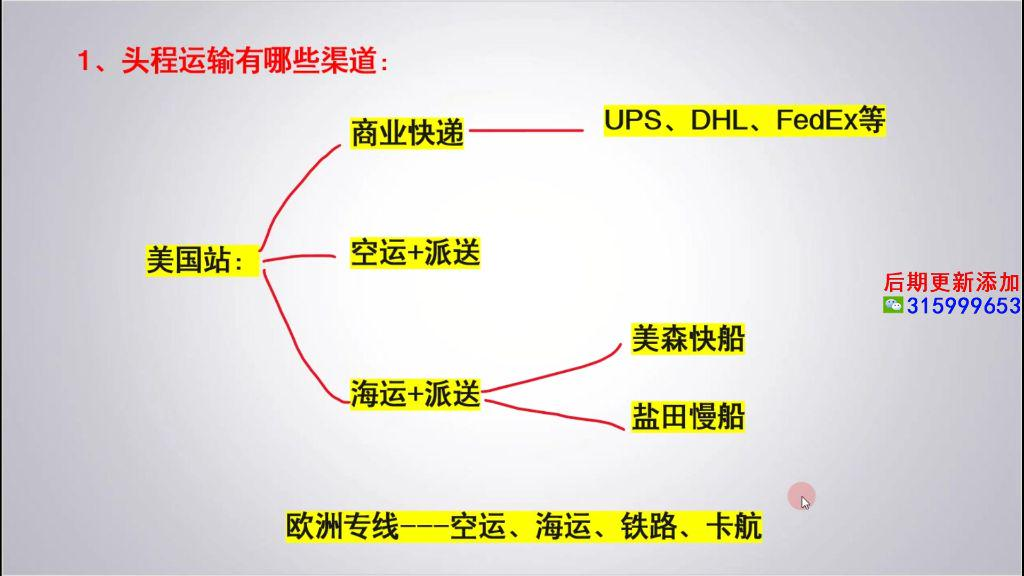 1、头程运输有哪些渠道:
商业快递
UPS、DHL、FedEx等
美国站：
空运+派送
后期更新添加
315999653
美森快船
海运+派送
盐田慢船
欧洲专线---空运、海运、铁路、卡航